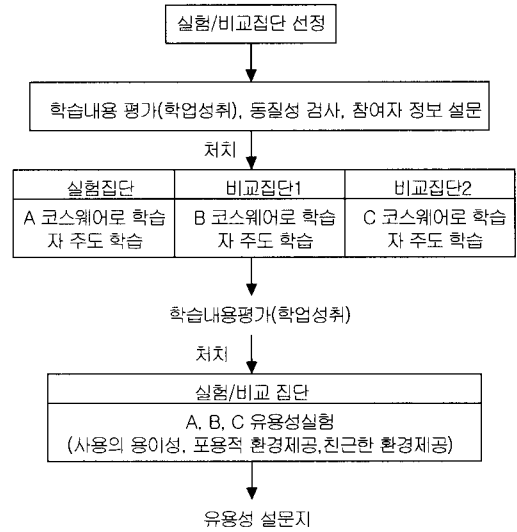 실험/비교집단 선정
학습내용 평가(학업성취), 동질성 검사, 참여자 정보 설문
처치
실험집단 비교집단1 비교집단2
A 코스웨어로 학습 B 코스웨어로 학습 C 코스웨어로 학습
자 주도 학습 자 주도 학습 자 주도 학습
학습내용평가(학업성취)
처치
실험/비교 집단
A, B, C 유용성실험
(사용의 용이성, 포용적 환경제공,친근한 환경제공)
유용성 설문지